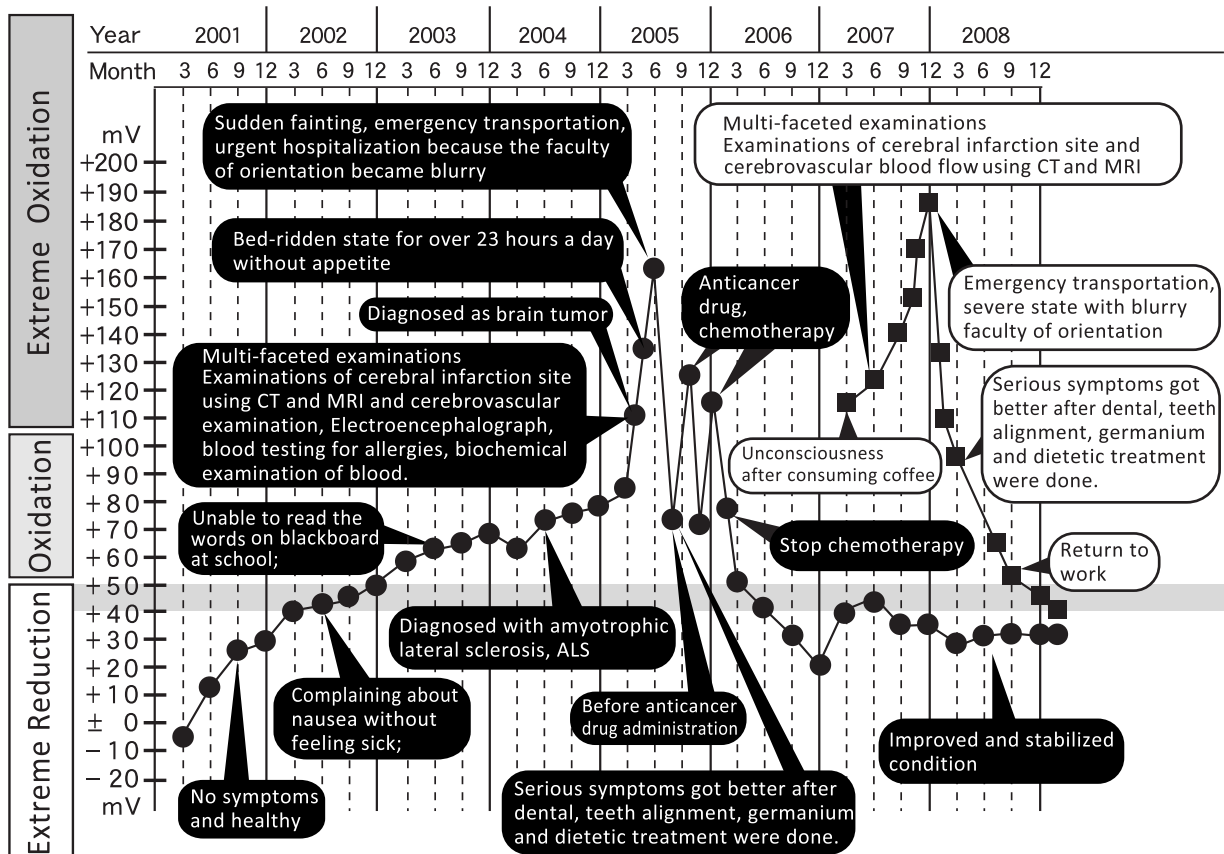 Year 2001 2002 2003 2004 2005 2006 2007 2008
Month 3 6 9 12 3 6 9 12 3 6 9 12 3 6 9 12 3 6 9 12 3 6 9 12 3 6 9 12 3 6 9 12
Extreme Oxidation
Oxidation
Extreme Reduction
mV
+200
+190
+180
+170
+160
+150
+140
+130
+120
+110
+100
+90
+80
+70
+60
+50
+40
+30
+20
+10
± 0
−10
−20
mV
Sudden fainting, emergency transportation,
urgent hospitalization because the faculty
of orientation became blurry
Bed-ridden state for over 23 hours a day
without appetite
Diagnosed as brain tumor
Multi-faceted examinations
Examinations of cerebral infarction site
using CT and MRI and cerebrovascular
examination, Electroencephalograph,
blood testing for allergies, biochemical
examination of blood.
Unable to read the
words on blackboard
at school;
Diagnosed with amyotrophic
lateral sclerosis, ALS
Complaining about
nausea without
feeling sick;
No symptoms
and healthy
Anticancer
drug,
chemotherapy
Stop chemotherapy
Before anticancer
drug administration
Serious symptoms got better after
dental, teeth alignment, germanium
and dietetic treatment were done.
Improved and stabilized
condition
Multi-faceted examinations
Examinations of cerebral infarction site and
cerebrovascular blood flow using CT and MRI
Emergency transportation,
severe state with blurry
faculty of orientation
Serious symptoms got
better after dental, teeth
alignment, germanium
and dietetic treatment
were done.
Unconsciousness
after consuming coffee
Return to
work